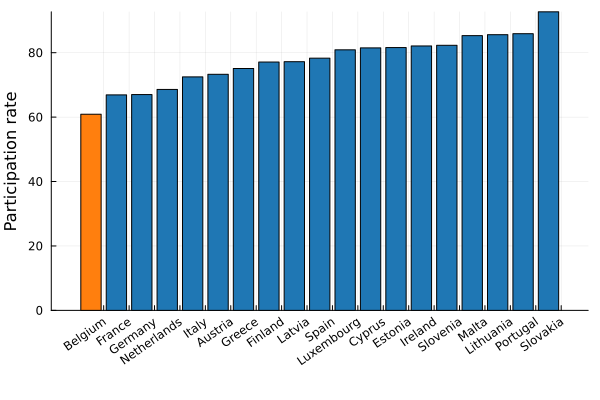 Participation rate
80
60
40
20
0
Belgium
France
Germany
Netherlands
Italy
Austria
Greece
Finland
Latvia
Spain
Luxembourg
Cyprus
Estonia
Ireland
Slovenia
Malta
Lithuania
Portugal
Slovakia